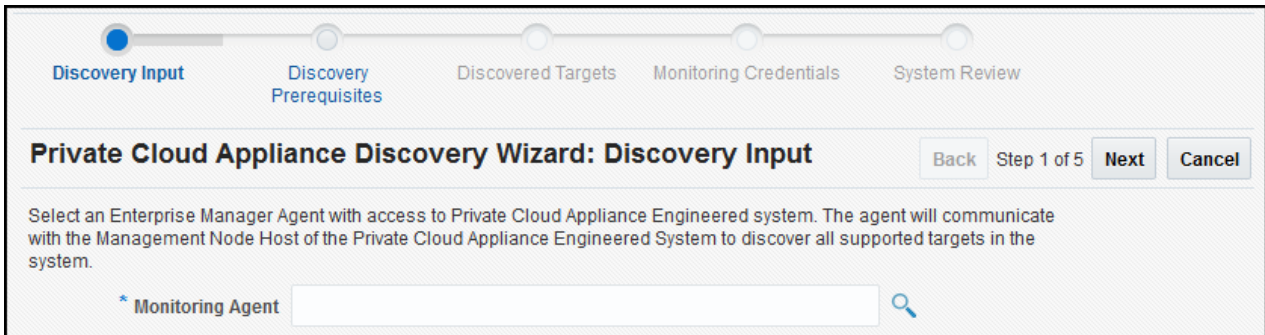 Discovery Input
Discovery Prerequisites
Discovered Targets
Monitoring Credentials
System Review
Private Cloud Appliance Discovery Wizard: Discovery Input
Back Step 1 of 5 Next Cancel
Select an Enterprise Manager Agent with access to Private Cloud Appliance Engineered system. The agent will communicate
with the Management Node Host of the Private Cloud Appliance Engineered System to discover all supported targets in the
system.
* Monitoring Agent